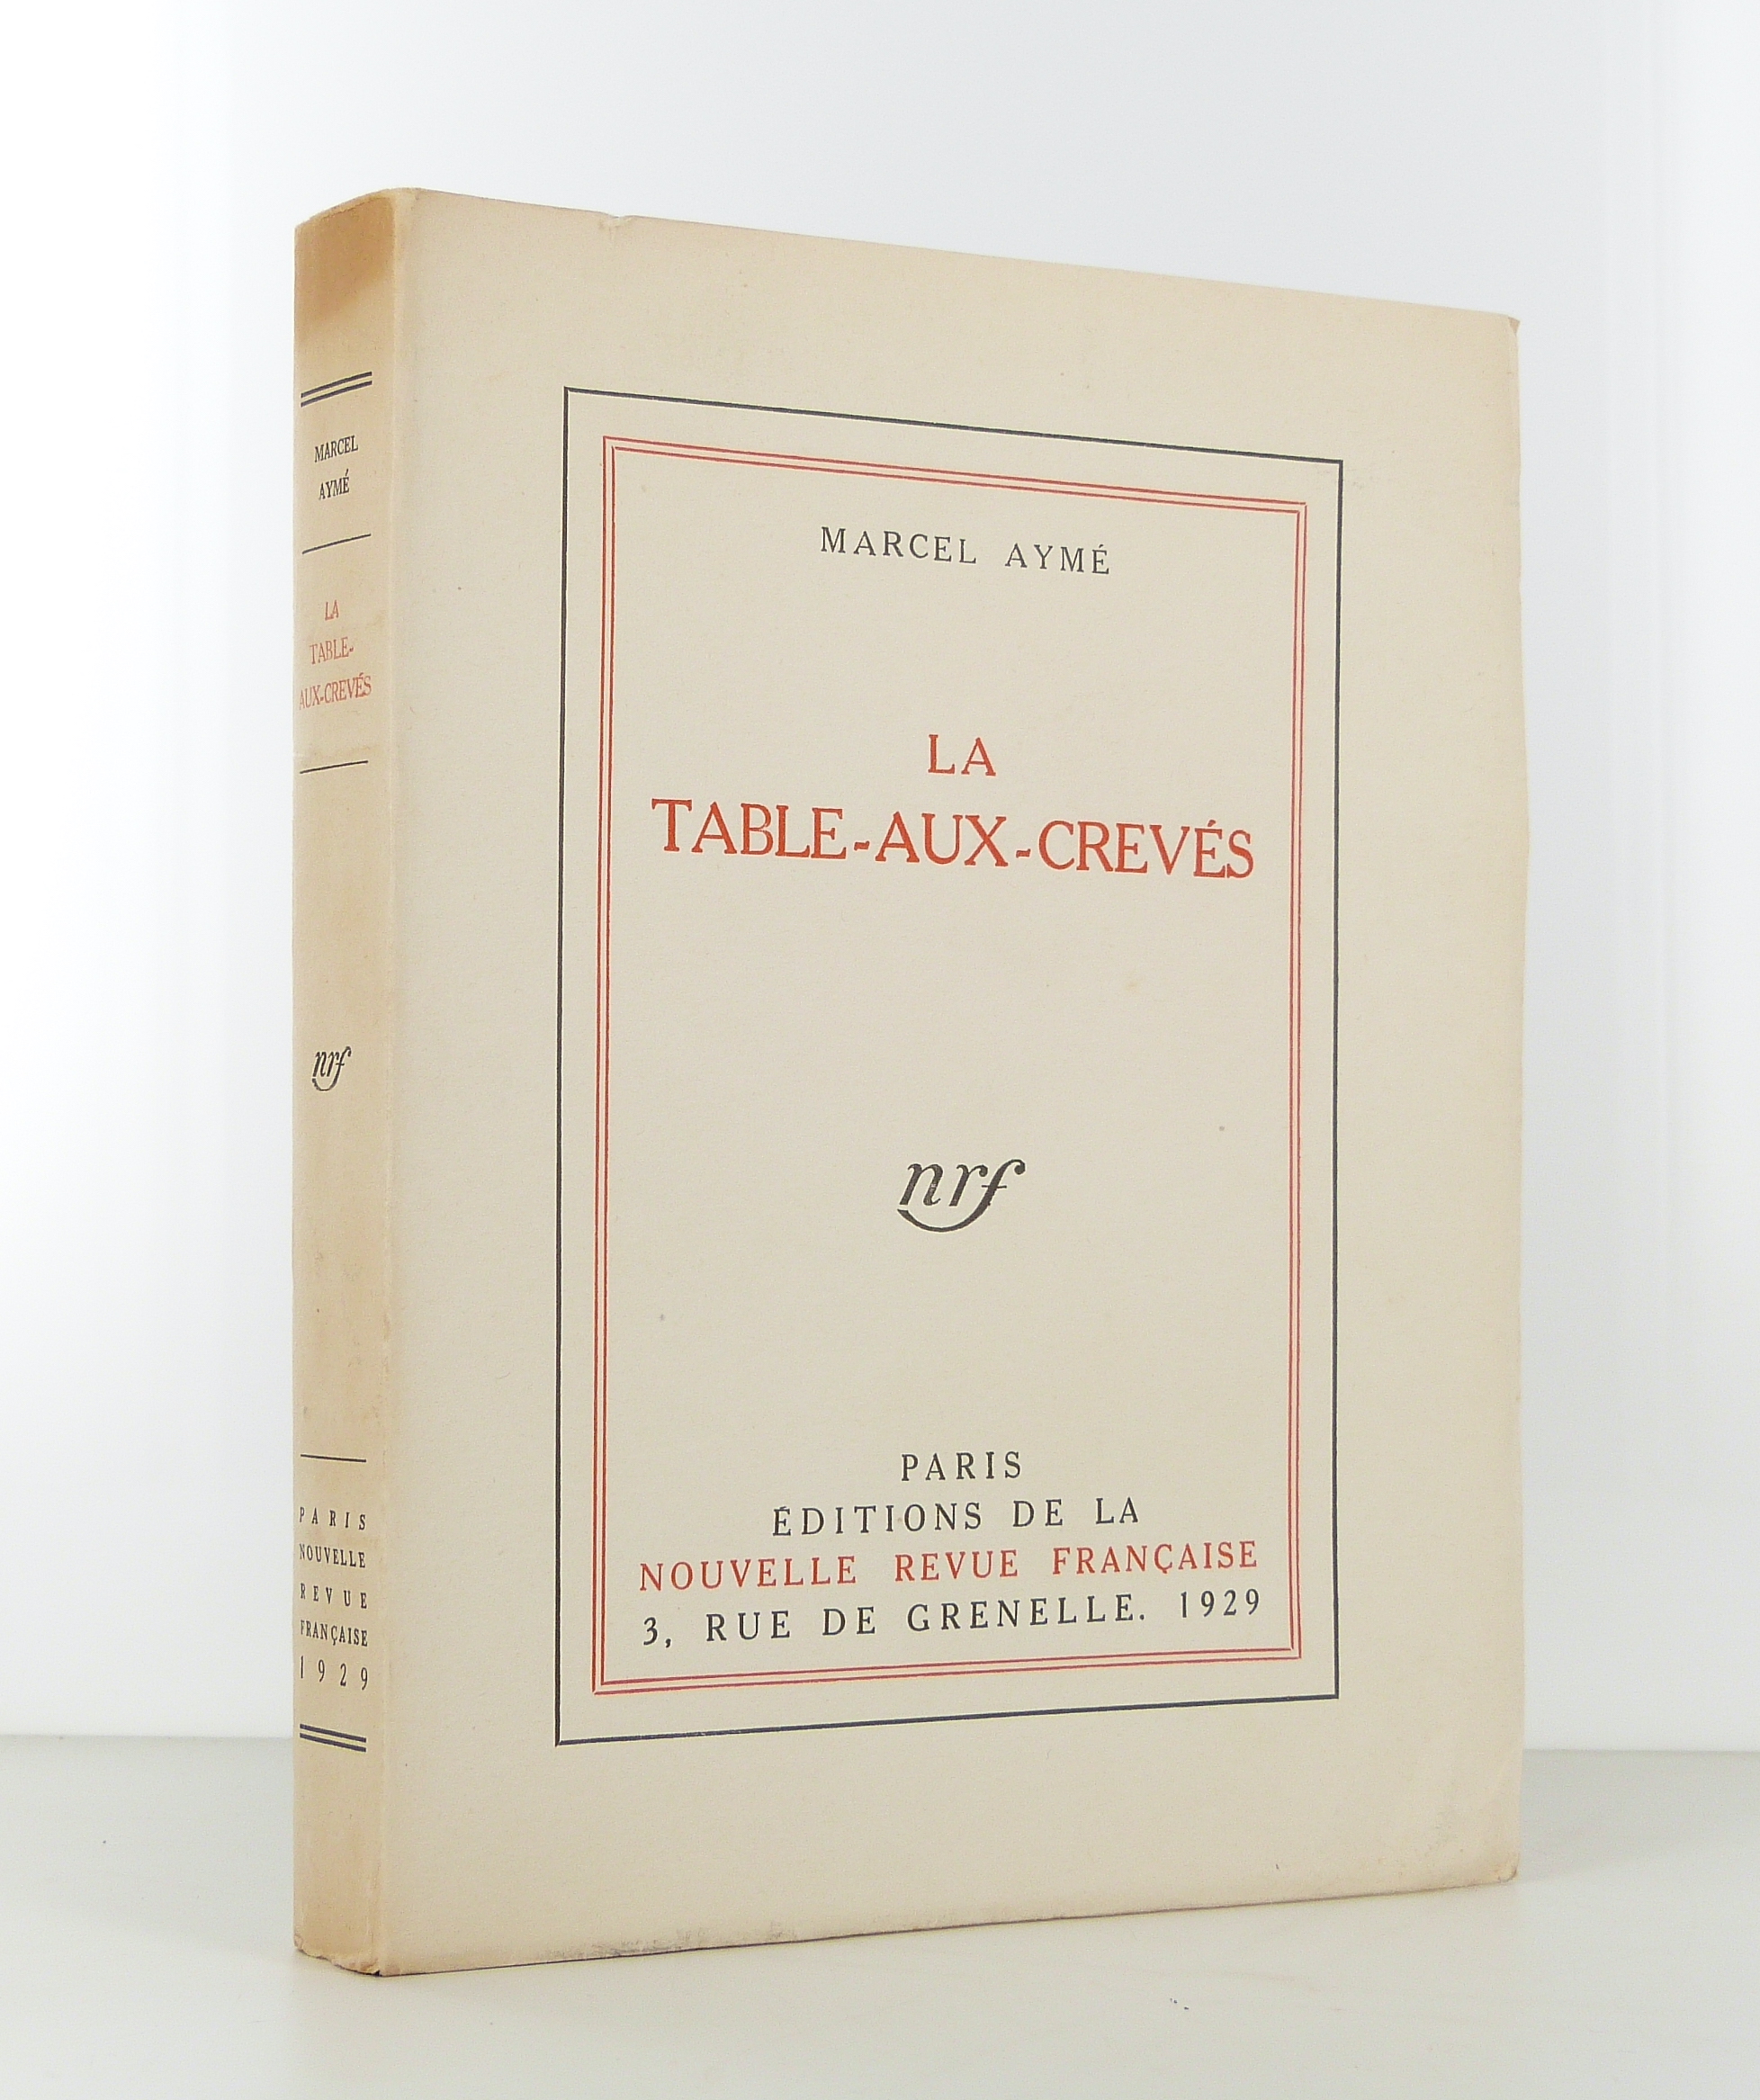 MARCEL
AYMÉ
LA
TABLE-
AUX-CREVÉS
nrf
PARIS
NOUVELLE
REVUE
FRANÇAISE
1929
MARCEL AYMÉ
LA
TABLE-AUX-CREVÉS
nrf
PARIS
ÉDITIONS DE LA
NOUVELLE REVUE FRANÇAISE
3, RUE DE GRENELLE. 1929